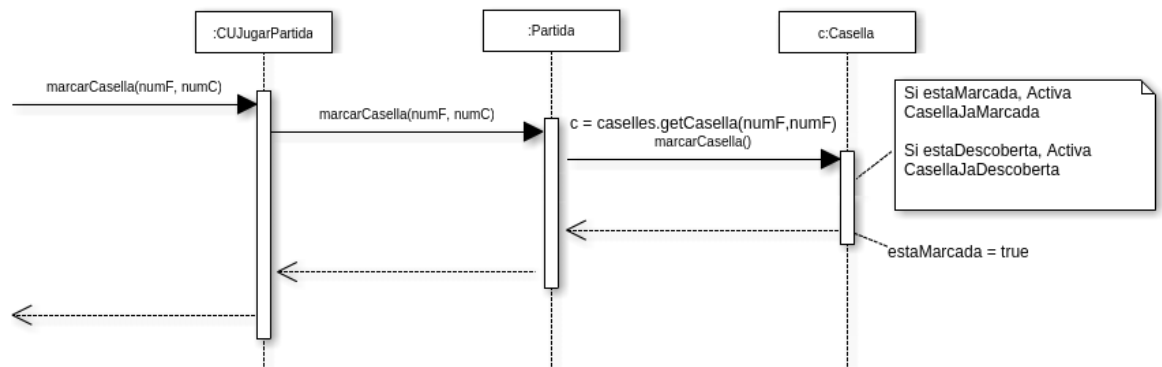 :CUJugarPartida
:Partida
c:Casella
marcarCasella(numF, numC)
marcarCasella(numF, numC)
c = caselles.getCasella(numF,numF)
marcarCasella()
Si estaMarcada, Activa
CasellaJaMarcada
Si estaDescoberta, Activa
CasellaJaDescoberta
estaMarcada = true